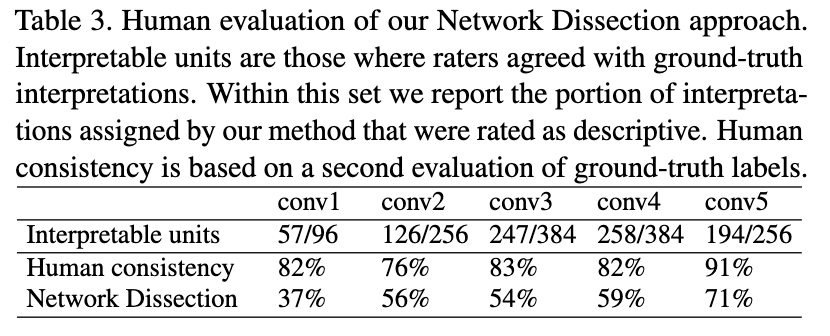 Table 3. Human evaluation of our Network Dissection approach.
Interpretable units are those where raters agreed with ground-truth
interpretations. Within this set we report the portion of interpreta-
tions assigned by our method that were rated as descriptive. Human
consistency is based on a second evaluation of ground-truth labels.
conv1 conv2 conv3 conv4 conv5
Interpretable units 57/96 126/256 247/384 258/384 194/256
Human consistency 82% 76% 83% 82% 91%
Network Dissection 37% 56% 54% 59% 71%